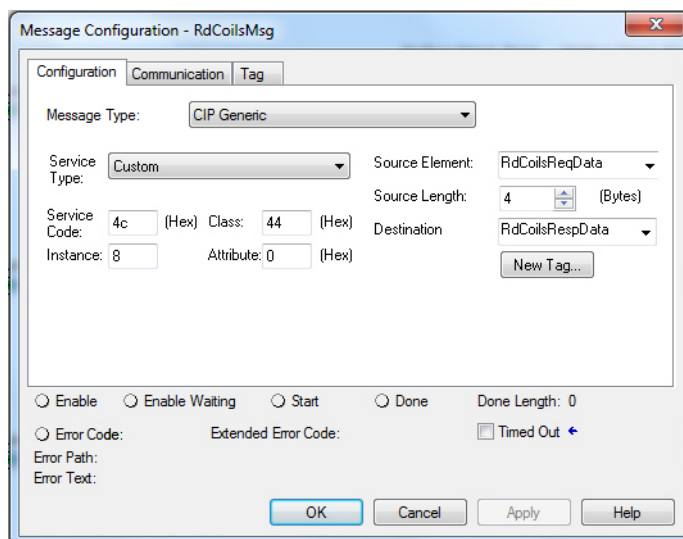 Message Configuration - RdCoilsMsg
Configuration Communication Tag
Message Type: CIP Generic
Service Type: Custom
Source Element: RdCoilsReqData
Source Length: 4 (Bytes)
Service Code: 4c (Hex) Class: 44 (Hex)
Destination RdCoilsRespData
Instance: 8 Attribute: 0 (Hex)
New Tag...
Enable Enable Waiting Start Done Done Length: 0
Error Code: Extended Error Code: Timed Out
Error Path:
Error Text:
OK Cancel Apply Help